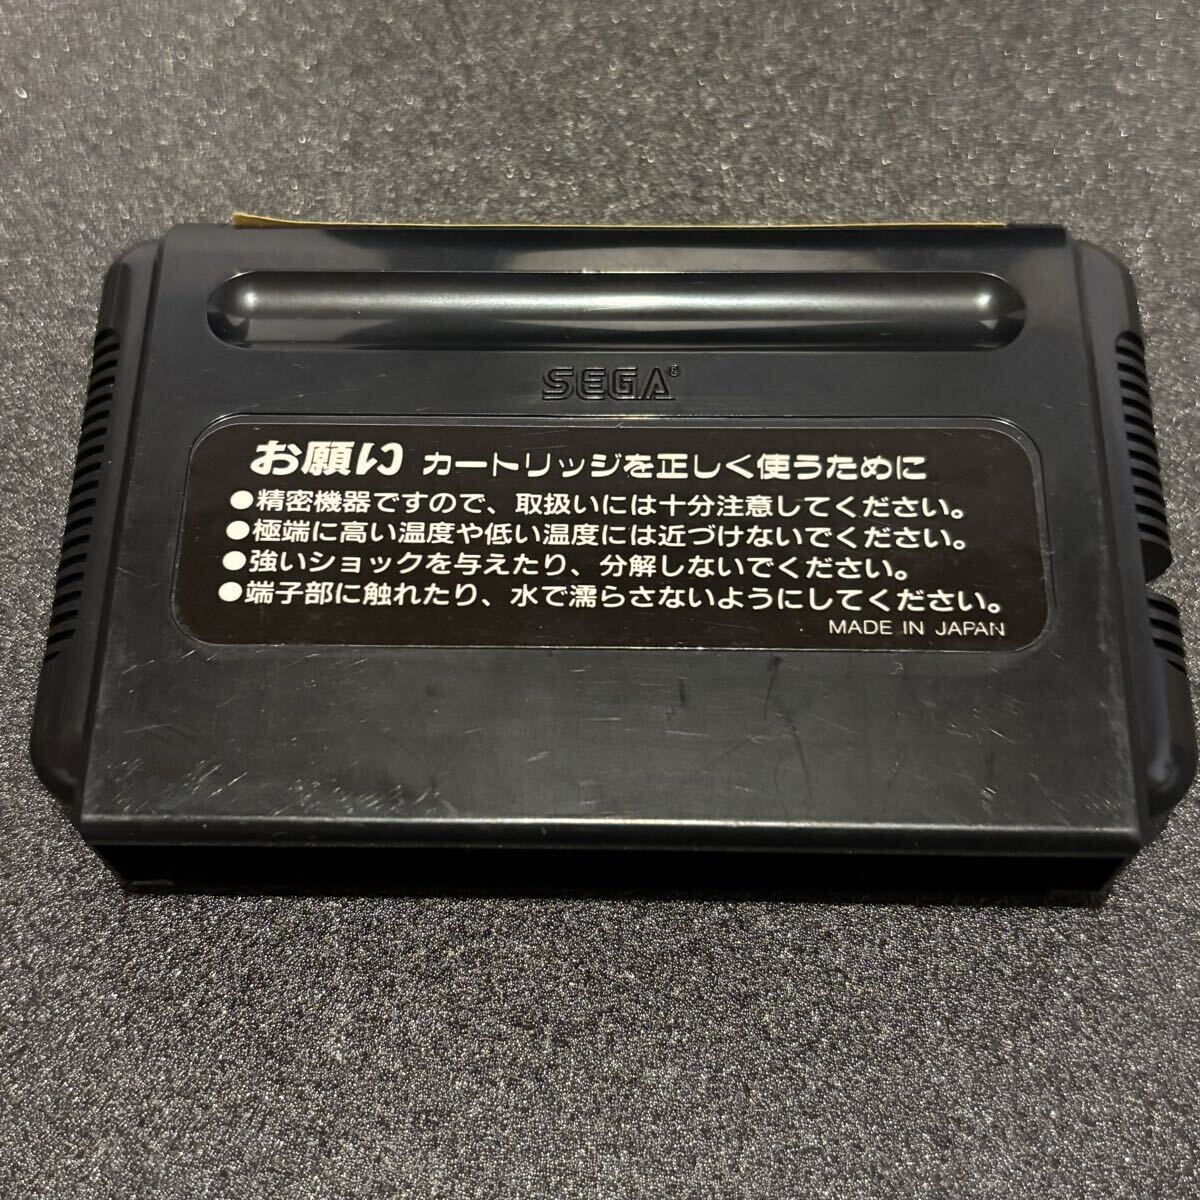 SEGA®
お願い カートリッジを正しく使うために
●精密機器ですので、取扱いには十分注意してください。
●極端に高い温度や低い温度には近づけないでください。
●強いショックを与えたり、分解しないでください。
●端子部に触れたり、水で濡らさないようにしてください。
MADE IN JAPAN